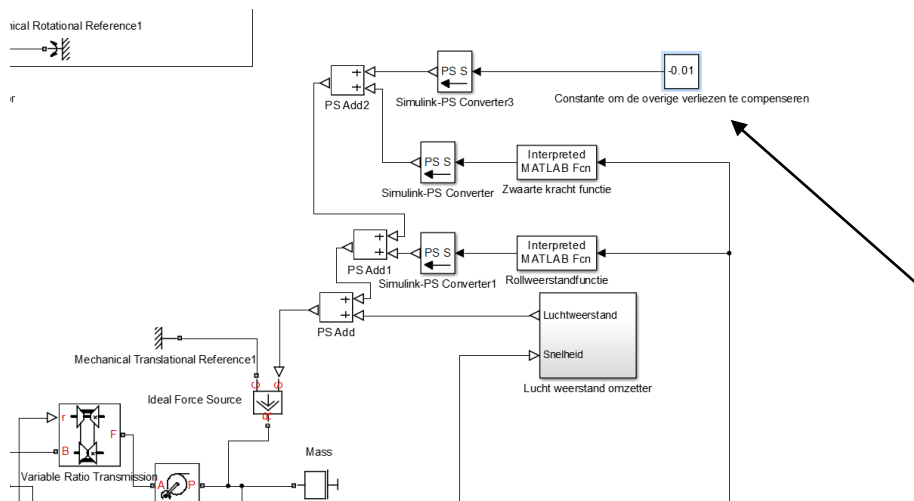 nical Rotational Reference1
or
PS S
-0.01
+
+
PS Add2
Simulink-PS Converter3
Constante om de overige verliezen te compenseren
PS S
Interpreted
MATLAB Fcn
Simulink-PS Converter
Zwaarte kracht functie
+
+
PS S
Interpreted
MATLAB Fcn
PS Add1
Simulink-PS Converter1
Rollweerstandfunctie
+
+
PS Add
Luchtweerstand
Snelheid
Lucht weerstand omzetter
Mechanical Translational Reference1
C
S
Ideal Force Source
R
r
F
B
Mass
Variable Ratio Transmission
A
P